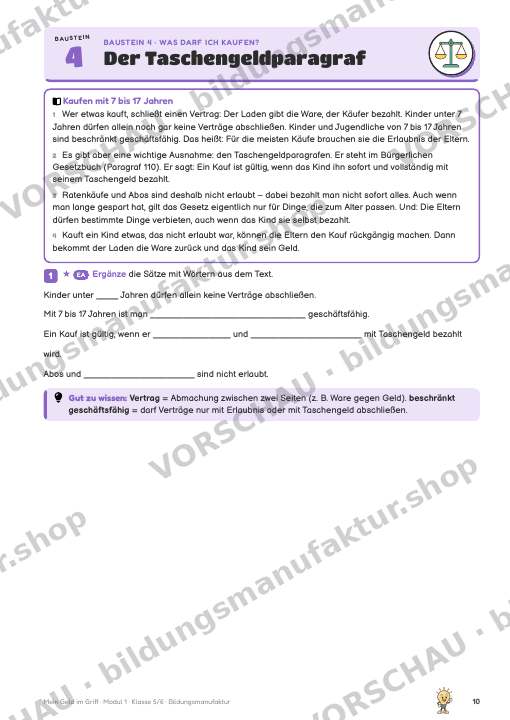 BAUSTEIN
4
BAUSTEIN 4 · WAS DARF ICH KAUFEN?
Der Taschengeldparagraf
Kaufen mit 7 bis 17 Jahren
1 Wer etwas kauft, schließt einen Vertrag: Der Laden gibt die Ware, der Käufer bezahlt. Kinder unter 7
Jahren dürfen allein noch gar keine Verträge abschließen. Kinder und Jugendliche von 7 bis 17 Jahren
sind beschränkt geschäftsfähig. Das heißt: Für die meisten Käufe brauchen sie die Erlaubnis der Eltern.
2 Es gibt aber eine wichtige Ausnahme: den Taschengeldparagrafen. Er steht im Bürgerlichen
Gesetzbuch (Paragraf 110). Er sagt: Ein Kauf ist gültig, wenn das Kind ihn sofort und vollständig mit
seinem Taschengeld bezahlt.
3 Ratenkäufe und Abos sind deshalb nicht erlaubt – dabei bezahlt man nicht sofort alles. Auch wenn
man lange gespart hat, gilt das Gesetz eigentlich nur für Dinge, die zum Alter passen. Und: Die Eltern
dürfen bestimmte Dinge verbieten, auch wenn das Kind sie selbst bezahlt.
4 Kauft ein Kind etwas, das nicht erlaubt war, können die Eltern den Kauf rückgängig machen. Dann
bekommt der Laden die Ware zurück und das Kind sein Geld.
1 ★ EA Ergänze die Sätze mit Wörtern aus dem Text.
Kinder unter _____ Jahren dürfen allein keine Verträge abschließen.
Mit 7 bis 17 Jahren ist man ____________________ geschäftsfähig.
Ein Kauf ist gültig, wenn er ____________________ und ____________________ mit Taschengeld bezahlt
wird.
Abos und ____________________ sind nicht erlaubt.
Gut zu wissen: Vertrag = Abmachung zwischen zwei Seiten (z. B. Ware gegen Geld). beschränkt
geschäftsfähig = darf Verträge nur mit Erlaubnis oder mit Taschengeld abschließen.
VORSCHAU · bildungsmanufaktur.shop
Mein Geld im Griff · Modul 1 · Klasse 5/6 · Bildungsmanufaktur
10